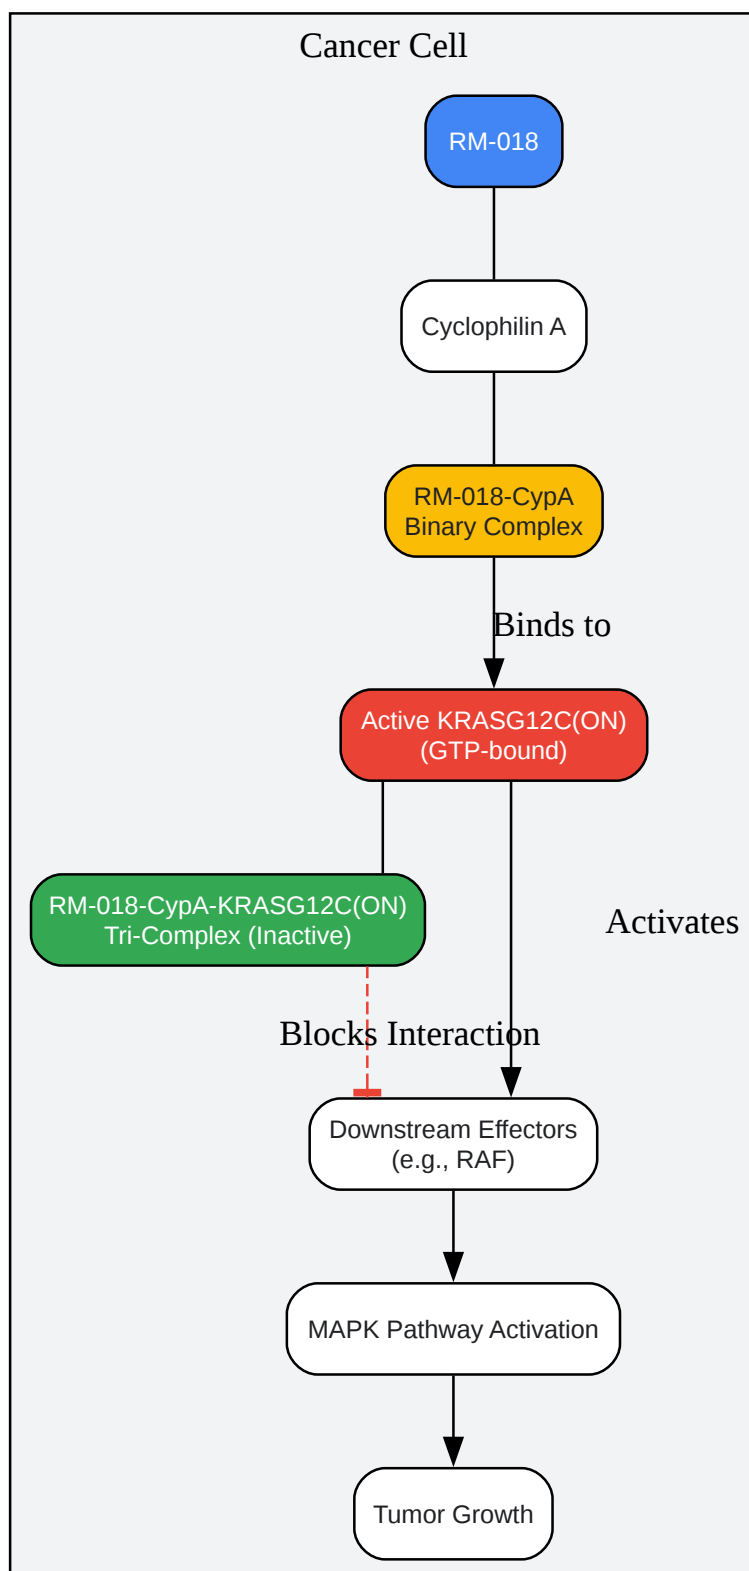 Cancer Cell
RM-018
Cyclophilin A
RM-018-CypA
Binary Complex
Binds to
Active KRASG12C(ON)
(GTP-bound)
RM-018-CypA-KRASG12C(ON)
Tri-Complex (Inactive)
Activates
Blocks Interaction
Downstream Effectors
(e.g., RAF)
MAPK Pathway Activation
Tumor Growth